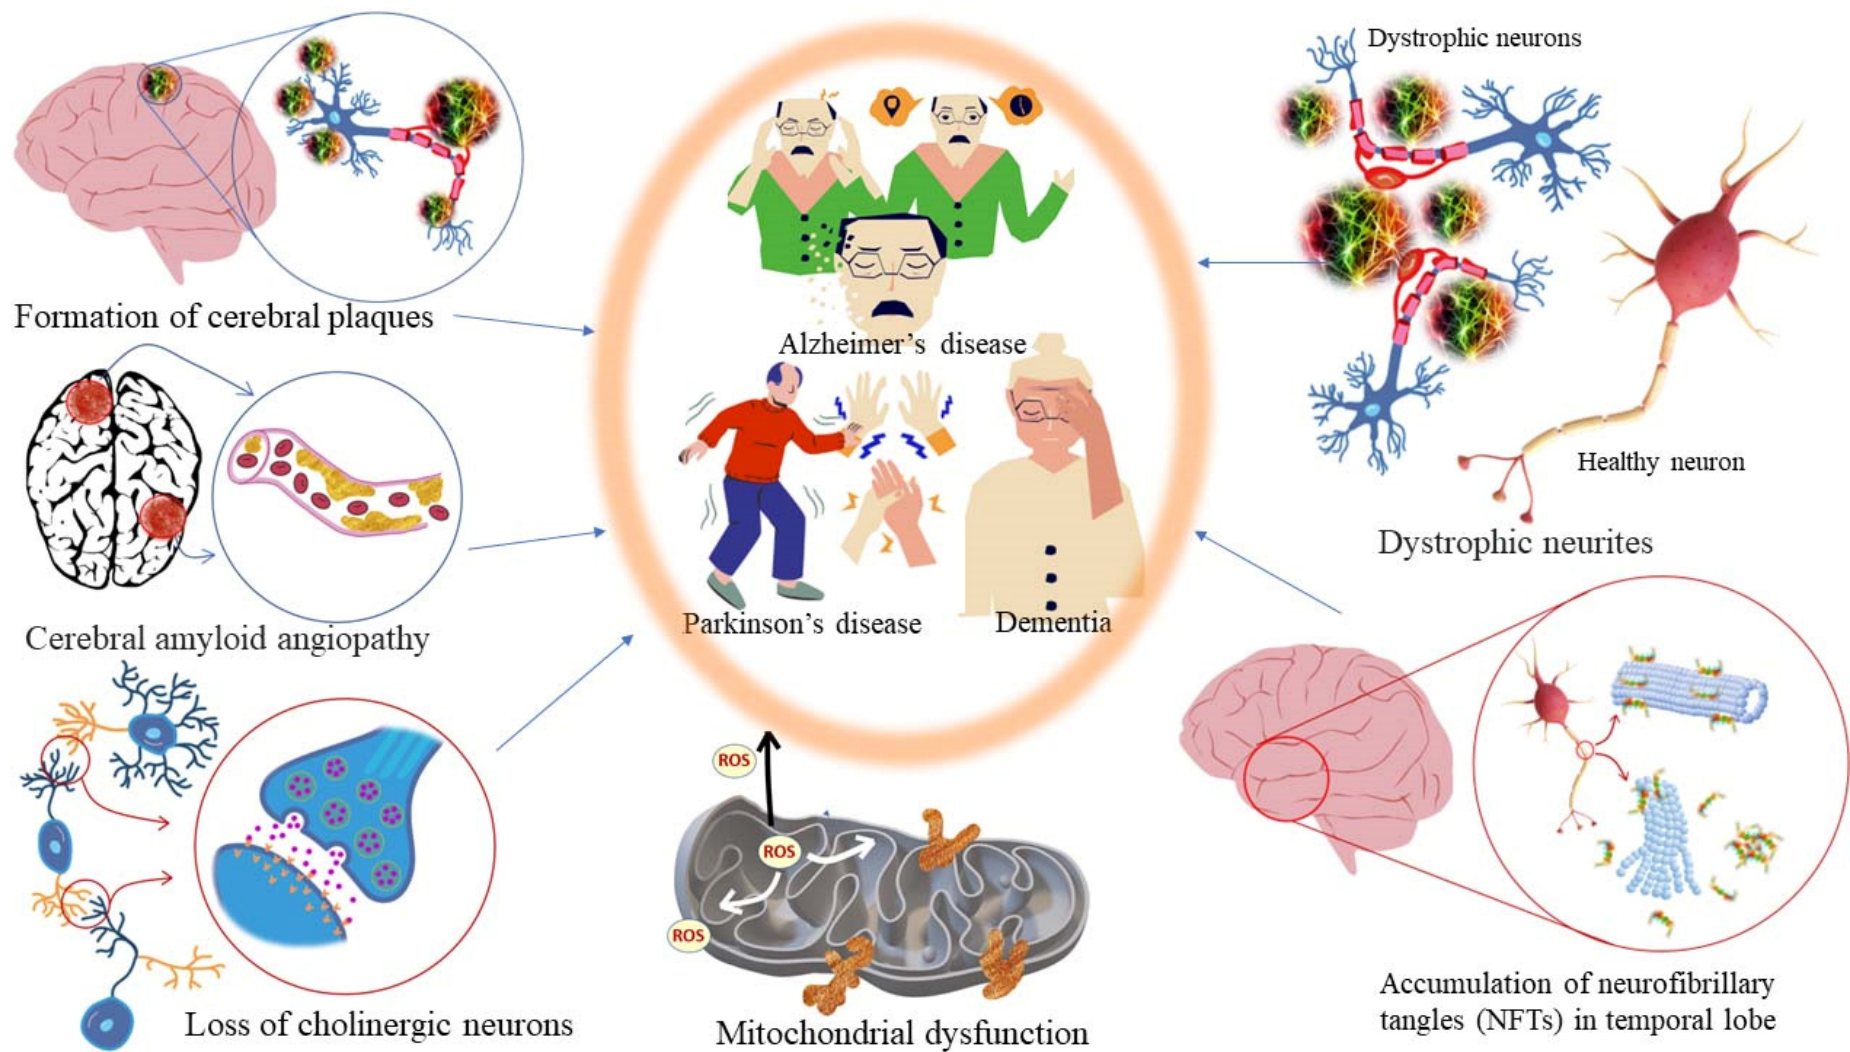 Dystrophic neurons
Formation of cerebral plaques
Alzheimer's disease
Healthy neuron
Dystrophic neurites
Cerebral amyloid angiopathy
Parkinson's disease
Dementia
ROS
ROS
ROS
Loss of cholinergic neurons
Mitochondrial dysfunction
Accumulation of neurofibrillary
tangles (NFTs) in temporal lobe